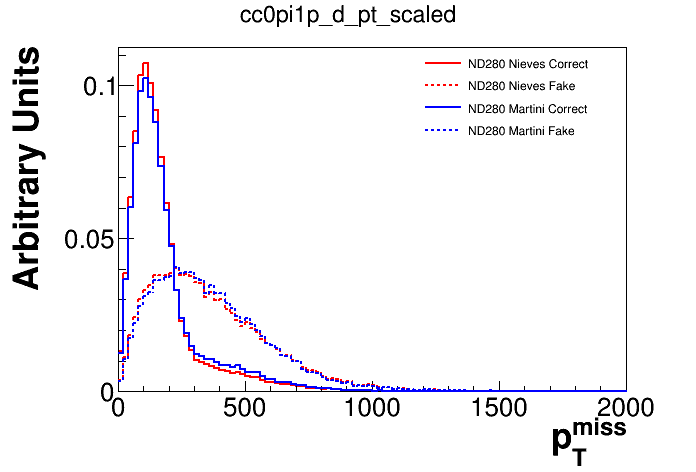 cc0pi1p_d_pt_scaled
Arbitrary Units
0.1
0.05
0
ND280 Nieves Correct
ND280 Nieves Fake
ND280 Martini Correct
ND280 Martini Fake
0 500 1000 1500 2000
p_T^miss